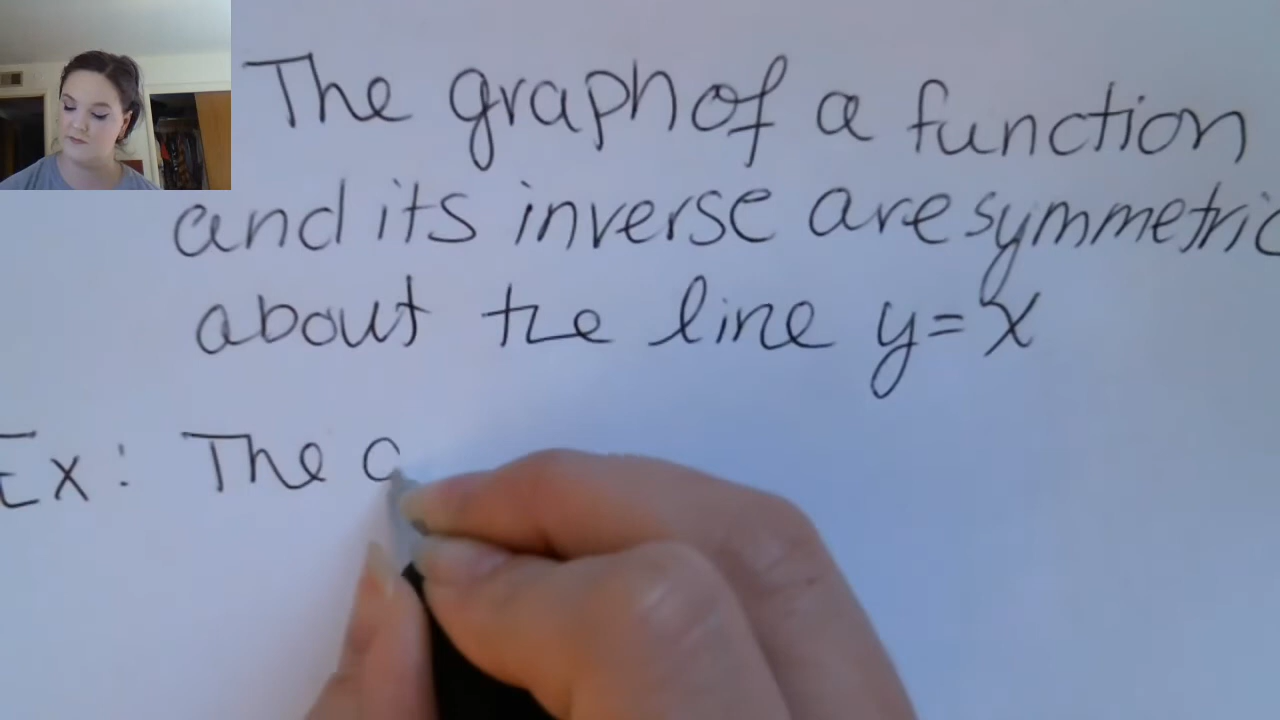 The graph of a function
and its inverse are symmetric
about the line y=x
Ex: The